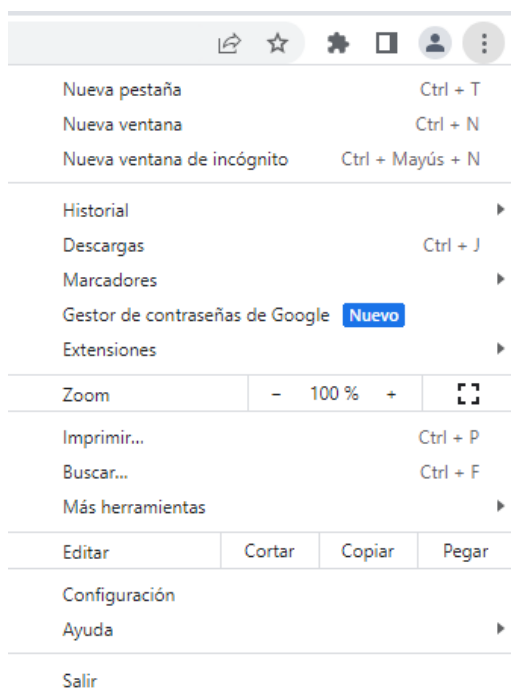 Nueva pestaña Ctrl + T
Nueva ventana Ctrl + N
Nueva ventana de incógnito Ctrl + Mayús + N
Historial
Descargas Ctrl + J
Marcadores
Gestor de contraseñas de Google Nuevo
Extensiones
Zoom - 100 % +
Imprimir... Ctrl + P
Buscar... Ctrl + F
Más herramientas
Editar Cortar Copiar Pegar
Configuración
Ayuda
Salir